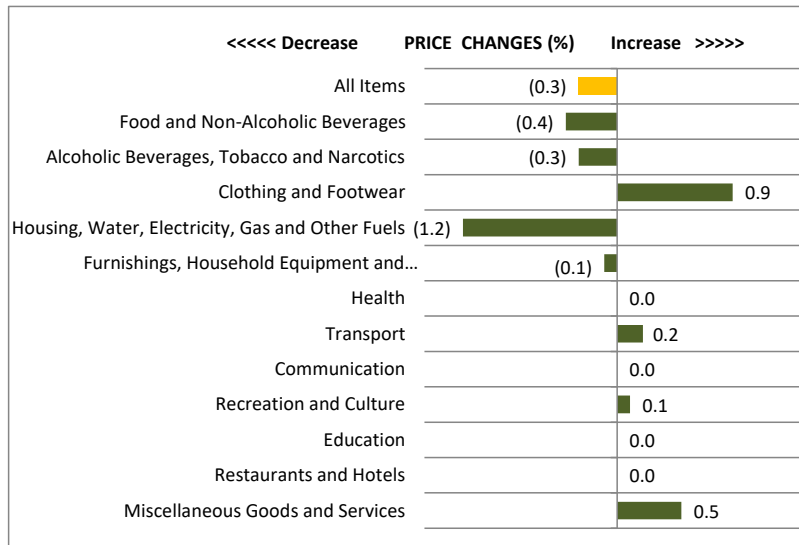 <<<<< Decrease PRICE CHANGES (%) Increase >>>>>
All Items (0.3)
Food and Non-Alcoholic Beverages (0.4)
Alcoholic Beverages, Tobacco and Narcotics (0.3)
Clothing and Footwear 0.9
Housing, Water, Electricity, Gas and Other Fuels (1.2)
Furnishings, Household Equipment and... (0.1)
Health 0.0
Transport 0.2
Communication 0.0
Recreation and Culture 0.1
Education 0.0
Restaurants and Hotels 0.0
Miscellaneous Goods and Services 0.5